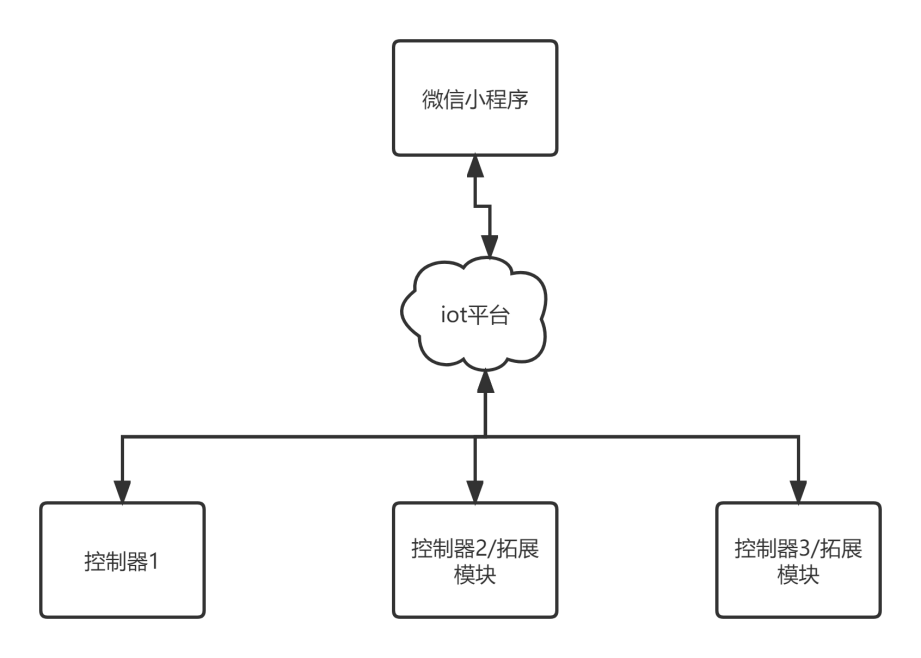 微信小程序
iot平台
控制器1
控制器2/拓展
模块
控制器3/拓展
模块